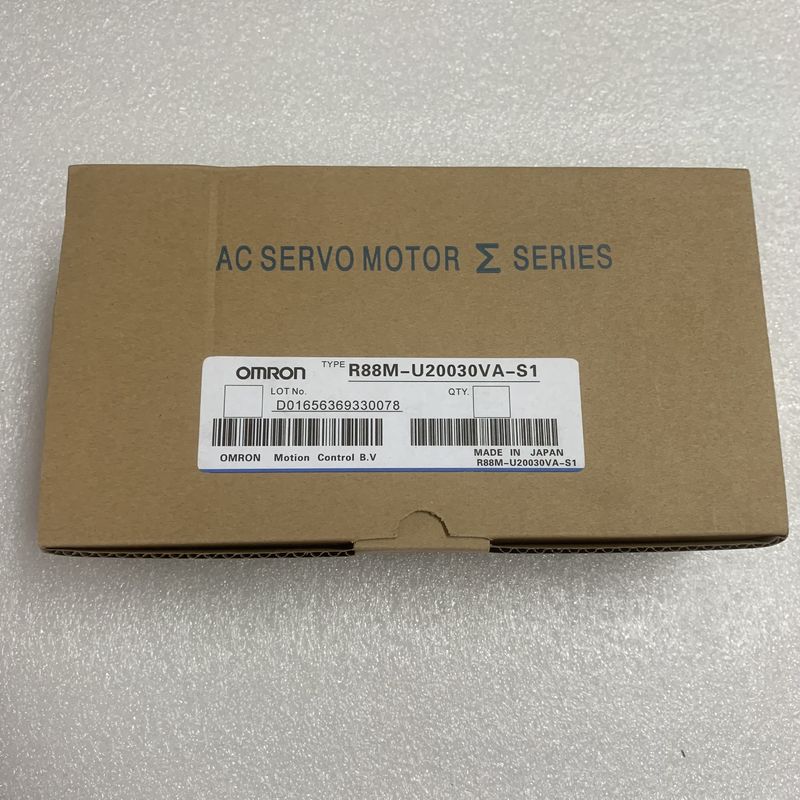 AC SERVO MOTOR Σ SERIES
OMRON TYPE R88M-U20030VA-S1
LOT No. QTY.
D01656369330078
OMRON Motion Control B.V MADE IN JAPAN
R88M-U20030VA-S1